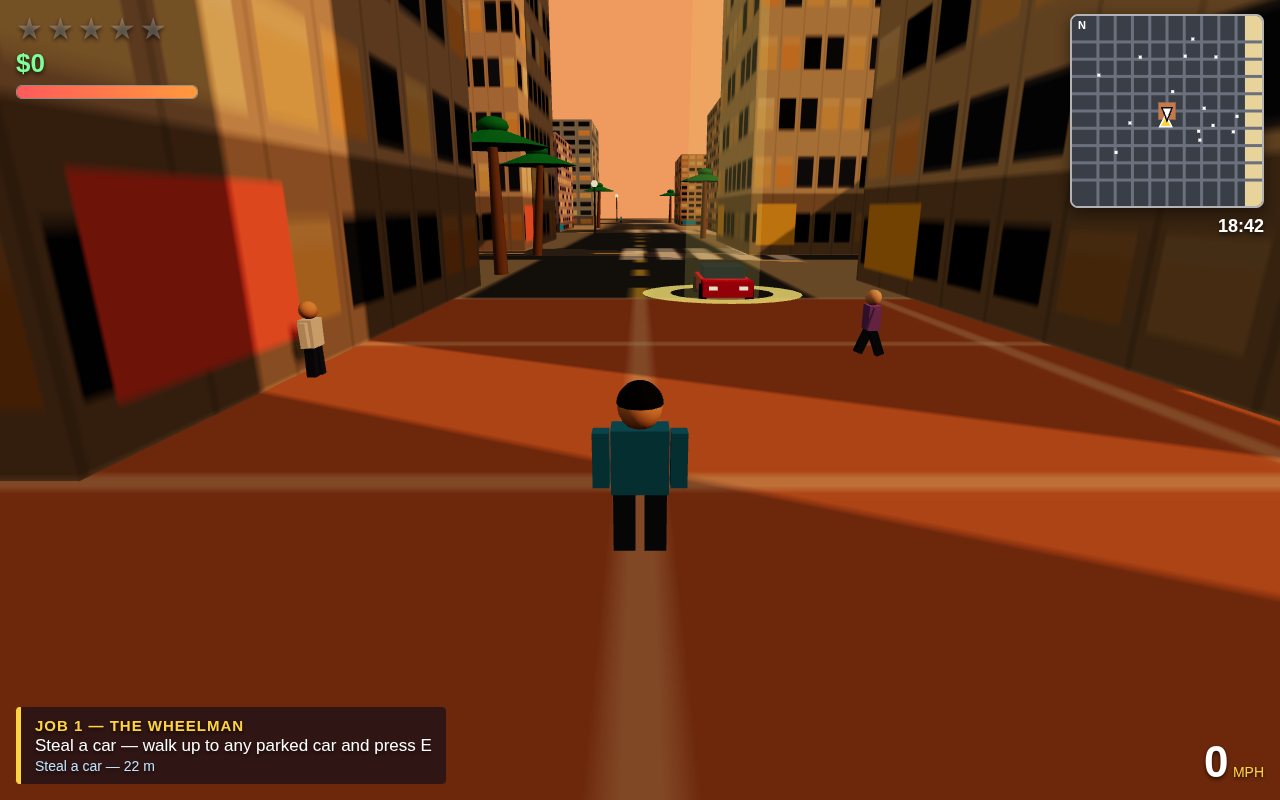 $0
N
18:42
JOB 1 — THE WHEELMAN
Steal a car — walk up to any parked car and press E
Steal a car — 22 m
0 MPH